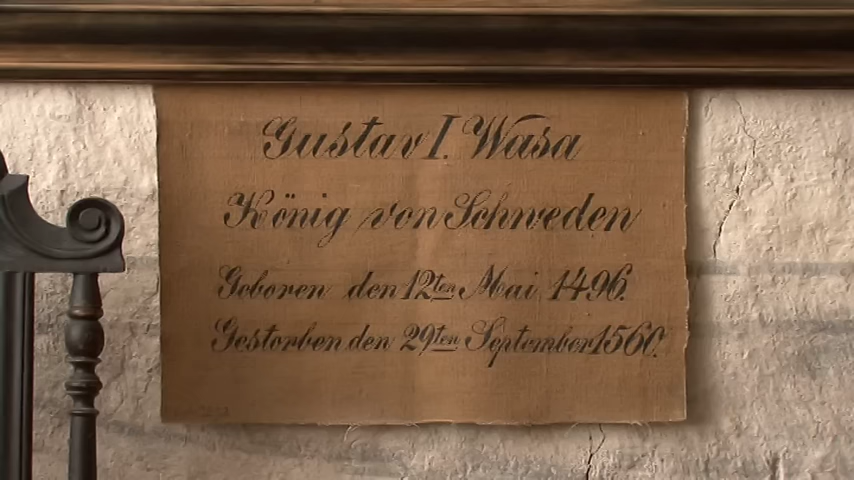 Gustav I. Wasa
König von Schweden
Geboren den 12ten Mai 1496.
Gestorben den 29ten September 1560.